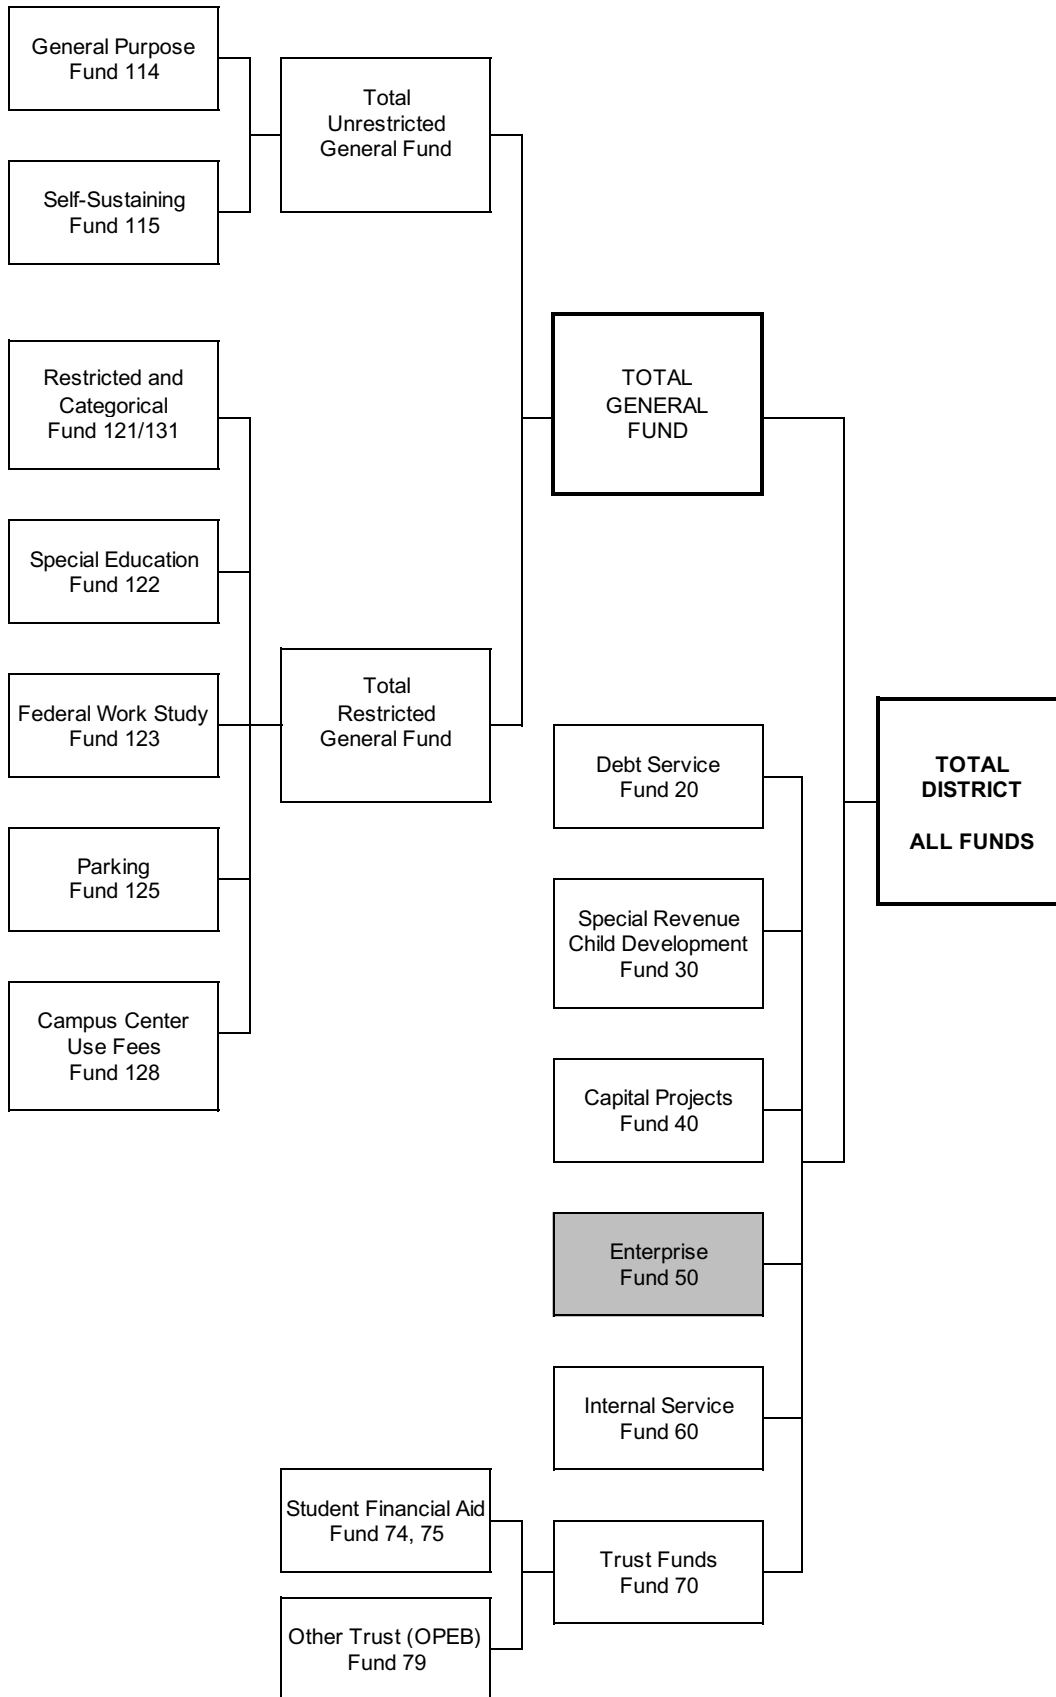 General Purpose
Fund 114
Self-Sustaining
Fund 115
Restricted and
Categorical
Fund 121/131
Special Education
Fund 122
Federal Work Study
Fund 123
Parking
Fund 125
Campus Center
Use Fees
Fund 128
Total
Unrestricted
General Fund
Total
Restricted
General Fund
Student Financial Aid
Fund 74, 75
Other Trust (OPEB)
Fund 79
TOTAL
GENERAL
FUND
Debt Service
Fund 20
Special Revenue
Child Development
Fund 30
Capital Projects
Fund 40
Enterprise
Fund 50
Internal Service
Fund 60
Trust Funds
Fund 70
TOTAL
DISTRICT
ALL FUNDS